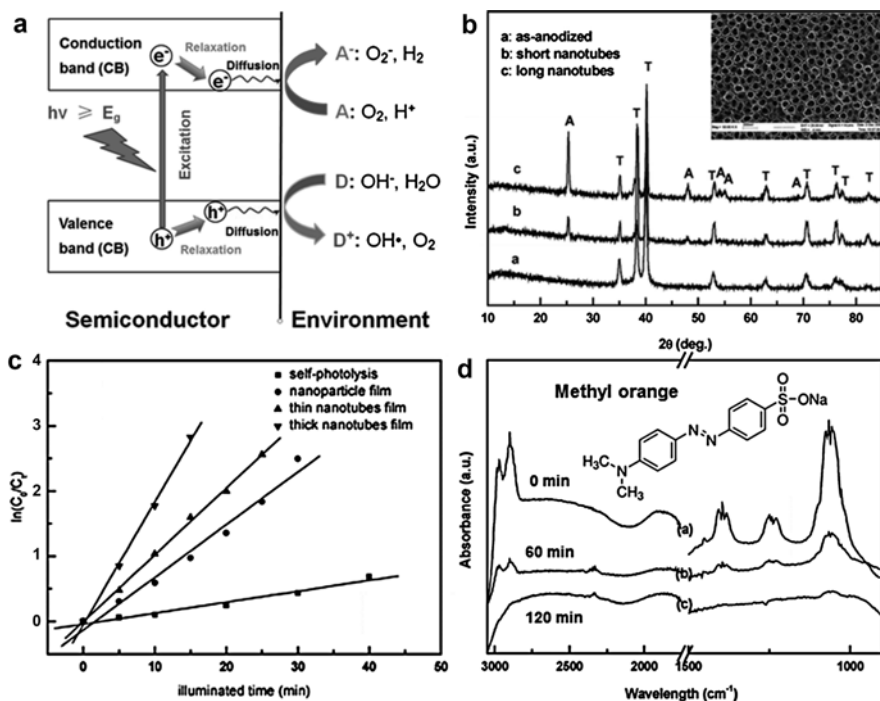 a
Conduction
band (CB)
e-
Relaxation
e-
Diffusion
A-: O2-, H2
A: O2, H+
hν ⩾ Eg
Excitation
Valence
band (CB)
h+
h+
Relaxation
Diffusion
D: OH-, H2O
D+: OH•, O2
Semiconductor
Environment
b
a: as-anodized
b: short nanotubes
c: long nanotubes
Intensity (a.u.)
A
T
T
T
A
T
A
A
T
A
T
T
T
T
c
b
a
10 20 30 40 50 60 70 80
2θ (deg.)
c
self-photolysis
nanoparticle film
thin nanotubes film
thick nanotubes film
ln(C0/Ct)
4
3
2
1
0
0 10 20 30 40 50
illuminated time (min)
d
Methyl orange
O
S
ONa
O
N
N
H3C
N
CH3
0 min
(a)
60 min
(b)
120 min
(c)
Absorbance (a.u.)
3000 2500 2000 1500 1000
Wavelength (cm-1)